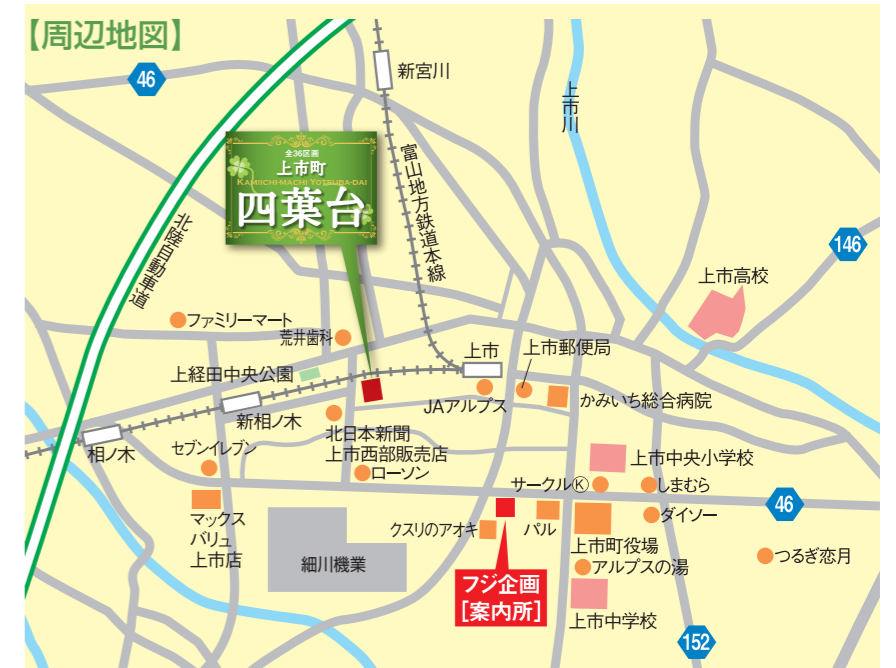 【周辺地図】
46
新宮川
上市川
全36区画
上市町
KAMIICHI-MACHI YOTSUBA-DAI
四葉台
富山地方鉄道本線
北陸自動車道
146
上市高校
ファミリーマート
荒井歯科
上市
上市郵便局
上経田中央公園
JAアルプス
かみいち総合病院
新相ノ木
相ノ木
北日本新聞
上市西部販売店
セブンイレブン
ローソン
上市中央小学校
サークルⓀ
しまむら
46
マックス
バリュ
上市店
クスリのアオキ
パル
ダイソー
上市町役場
つるぎ恋月
細川機業
アルプスの湯
フジ企画
[案内所]
上市中学校
152